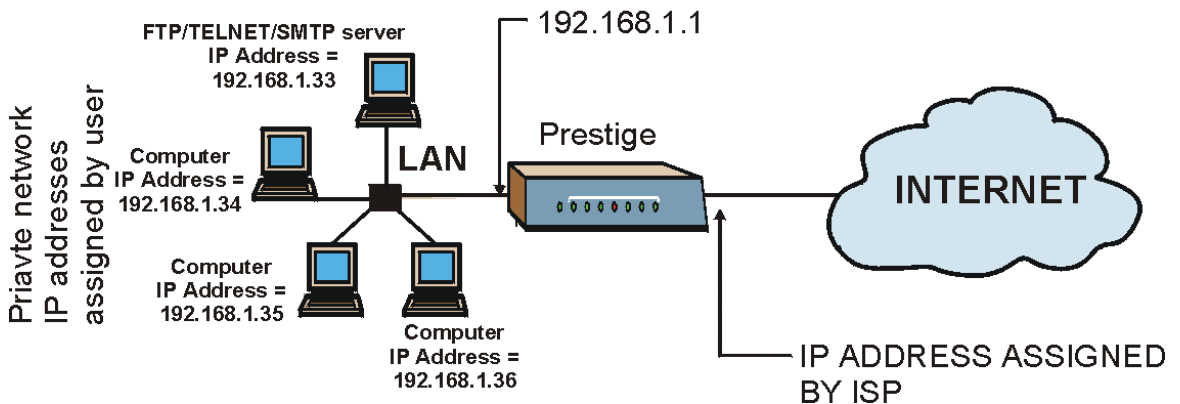 FTP/TELNET/SMTP server
IP Address =
192.168.1.33
192.168.1.1
Priavte network
IP addresses
assigned by user
Computer
IP Address =
192.168.1.34
LAN
Prestige
INTERNET
Computer
IP Address =
192.168.1.35
Computer
IP Address =
192.168.1.36
IP ADDRESS ASSIGNED
BY ISP